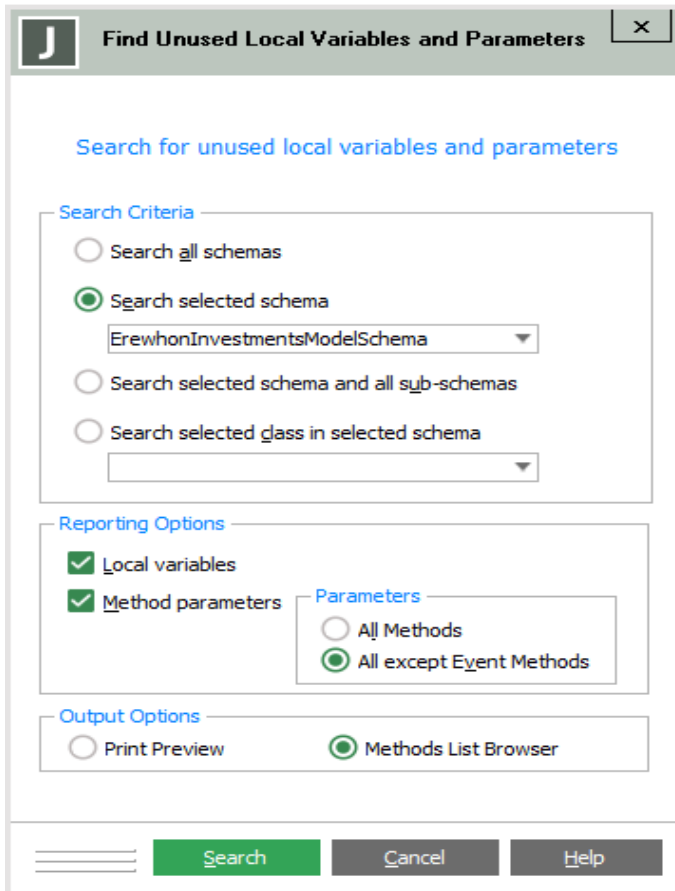 J
Find Unused Local Variables and Parameters
x
Search for unused local variables and parameters
Search Criteria
Search all schemas
Search selected schema
ErewhonInvestmentsModelSchema
Search selected schema and all sub-schemas
Search selected class in selected schema
Reporting Options
Local variables
Method parameters
Parameters
All Methods
All except Event Methods
Output Options
Print Preview
Methods List Browser
Search
Cancel
Help